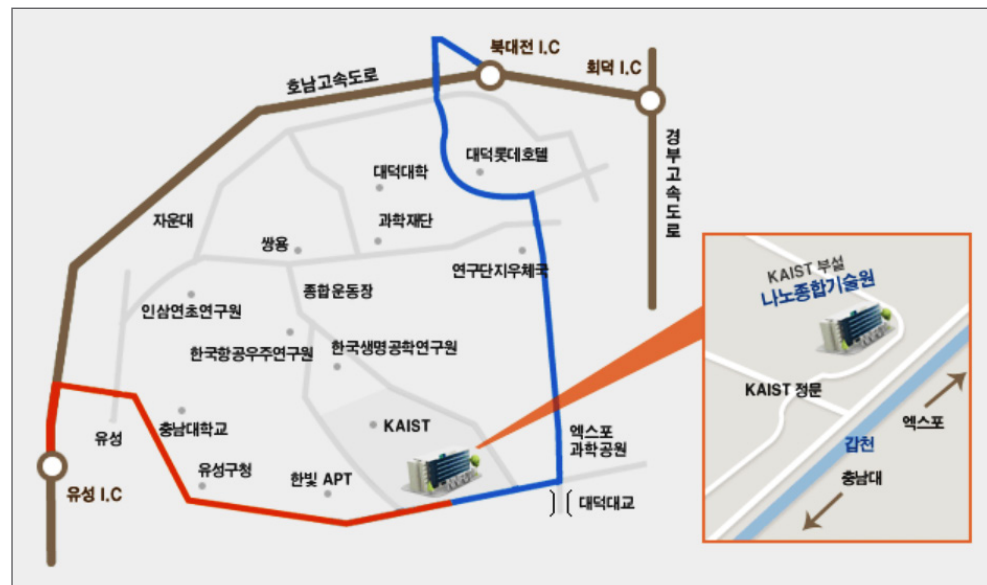 북대전 I.C
회덕 I.C
호남고속도로
경부고속도로
대덕롯데호텔
대덕대학
자운대
과학재단
쌍용
연구단지우체국
종합운동장
인삼연초연구원
한국항공우주연구원
한국생명공학연구원
KAIST 부설
나노종합기술원
KAIST 정문
엑스포
갑천
충남대
유성
충남대학교
KAIST
엑스포
과학공원
유성구청
한빛 APT
유성 I.C
대덕대교